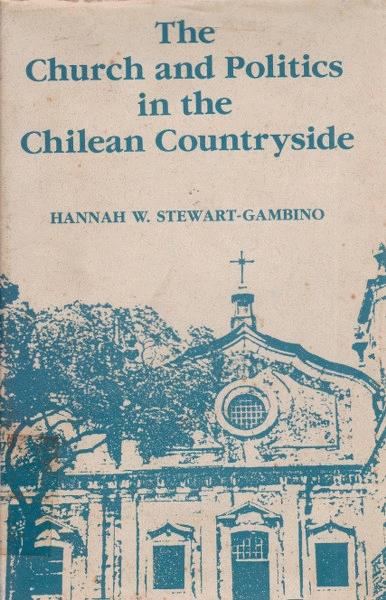 The
Church and Politics
in the
Chilean Countryside
HANNAH W. STEWART-GAMBINO